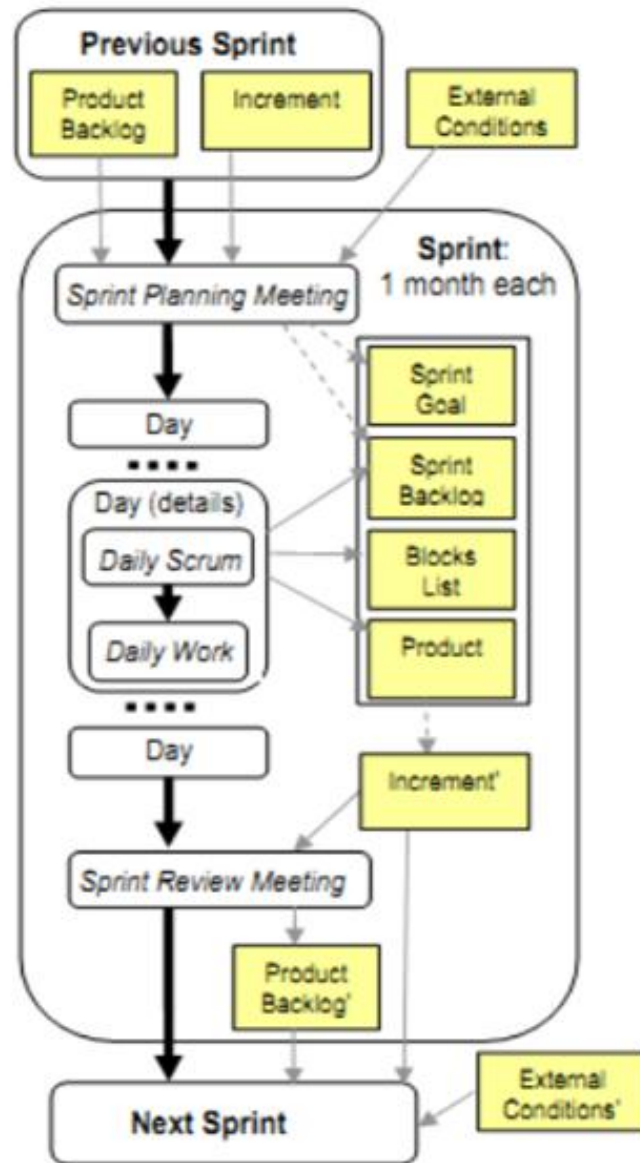 Previous Sprint
Product
Backlog
Increment
External
Conditions
Sprint:
1 month each
Sprint Planning Meeting
Sprint
Goal
Day
Sprint
Backlog
Day (details)
Daily Scrum
Blocks
List
Daily Work
Product
Day
Increment'
Sprint Review Meeting
Product
Backlog'
Next Sprint
External
Conditions'